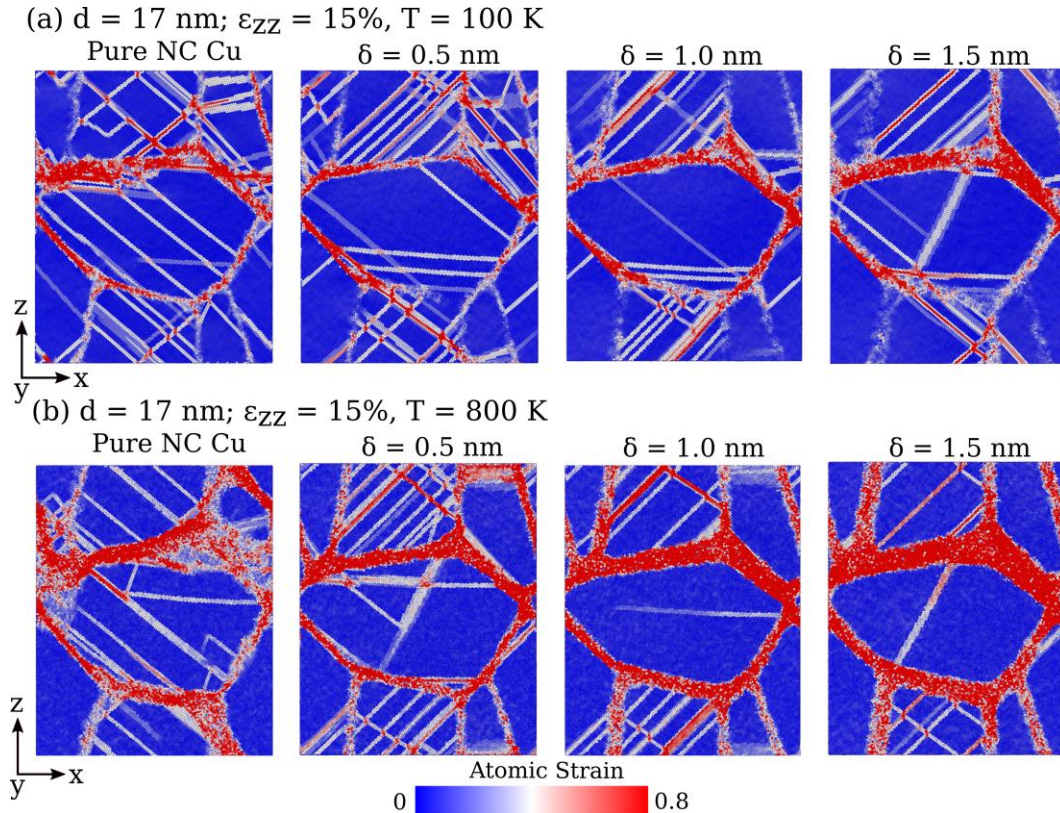 (a) d = 17 nm; εzz = 15%, T = 100 K
Pure NC Cu δ = 0.5 nm δ = 1.0 nm δ = 1.5 nm
z
y x
(b) d = 17 nm; εzz = 15%, T = 800 K
Pure NC Cu δ = 0.5 nm δ = 1.0 nm δ = 1.5 nm
z
y x
Atomic Strain
0 0.8